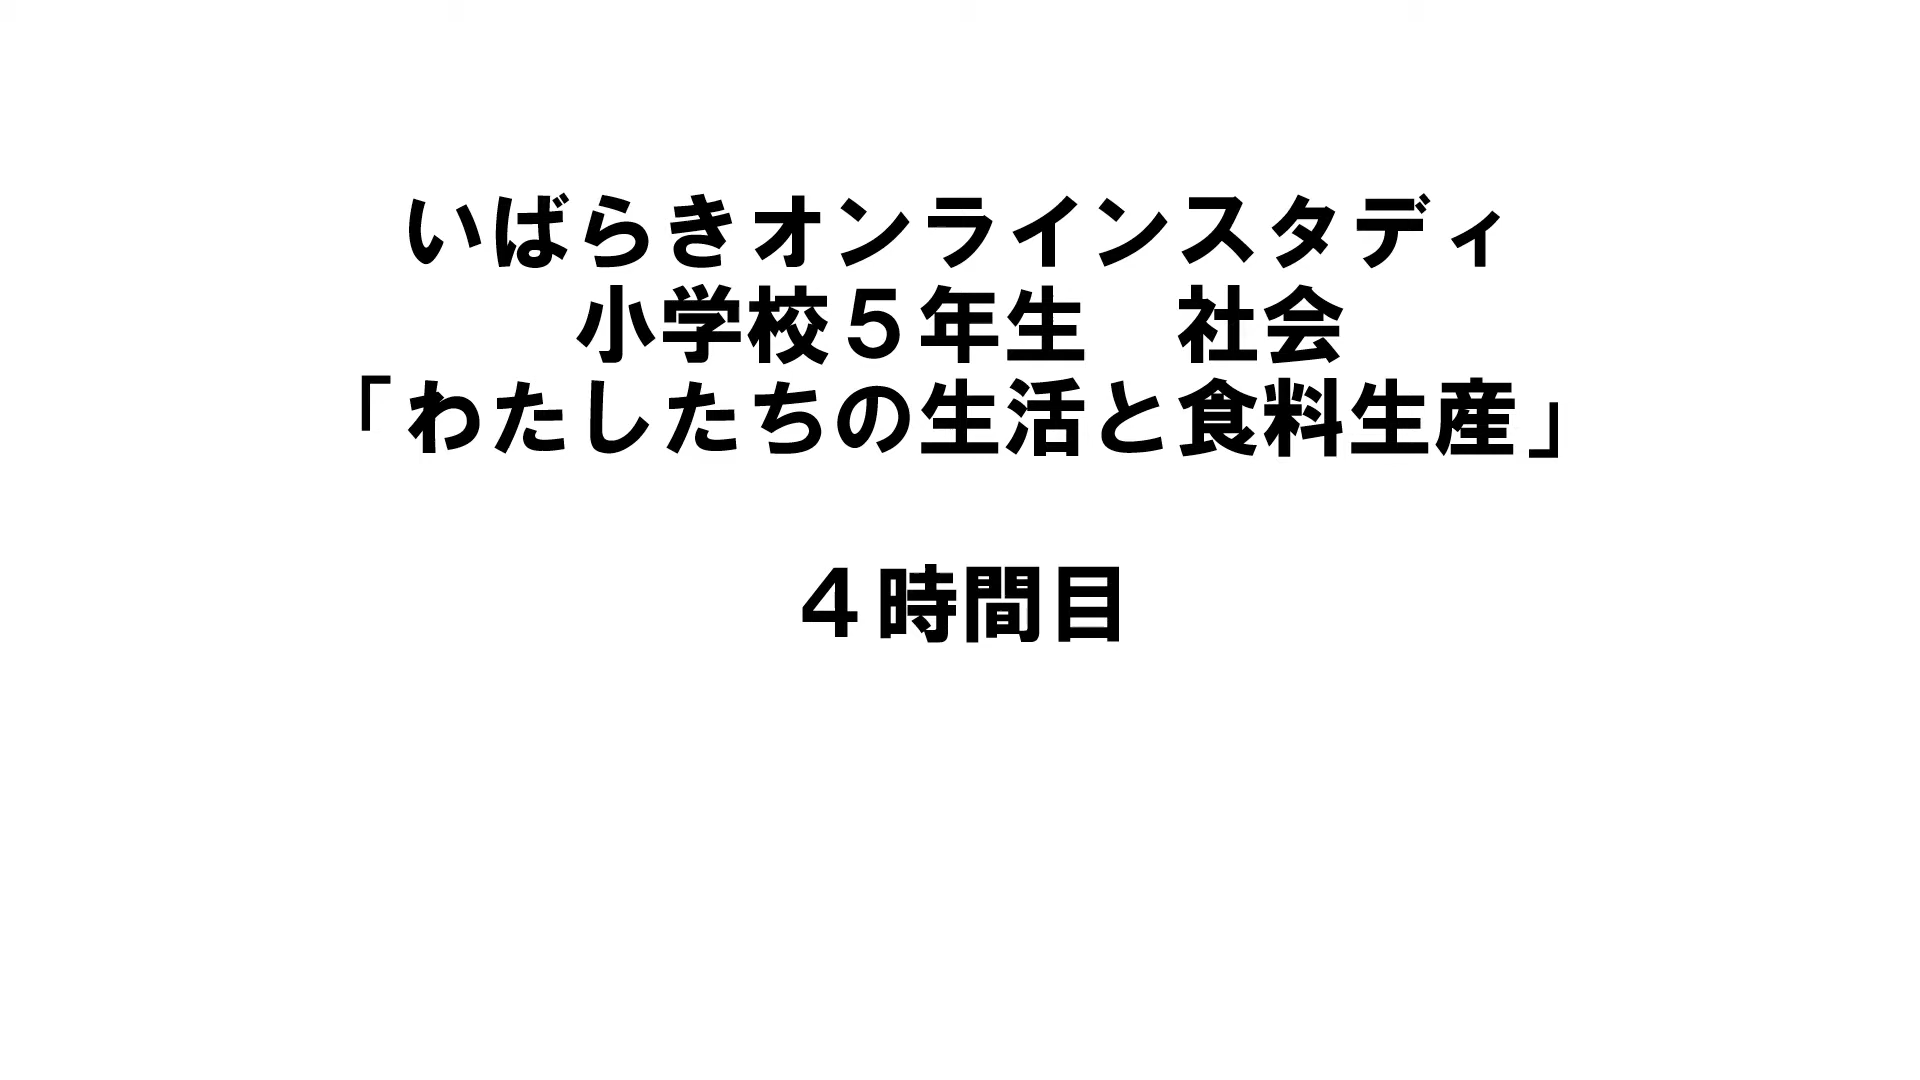 いばらきオンラインスタディ
小学校５年生　社会
「わたしたちの生活と食料生産」
４時間目